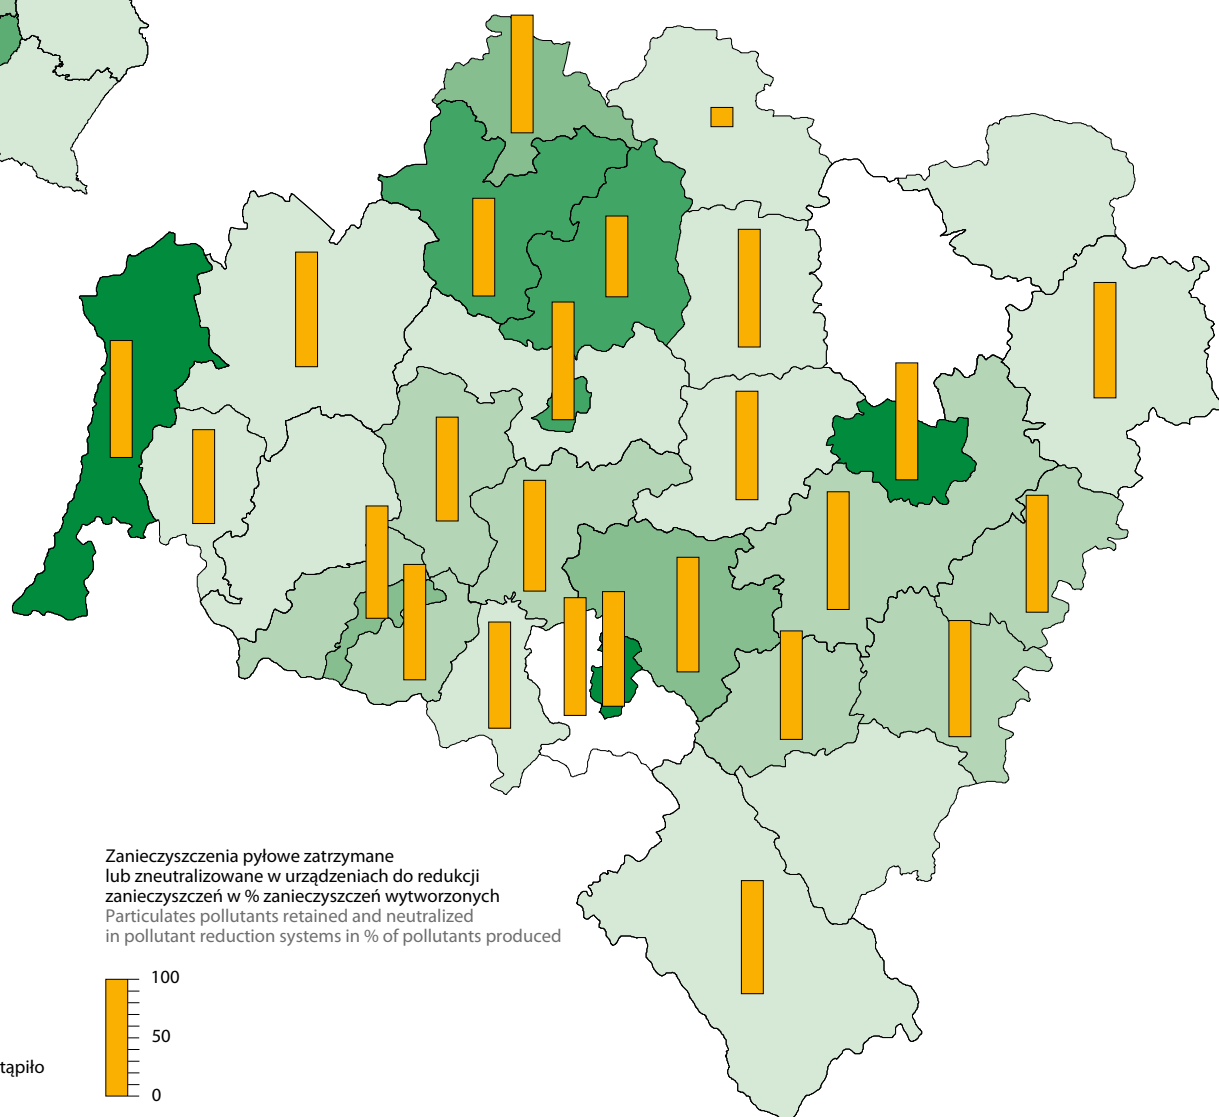 Zanieczyszczenia pyłowe zatrzymane
lub zneutralizowane w urządzeniach do redukcji
zanieczyszczeń w % zanieczyszczeń wytworzonych
Particulates pollutants retained and neutralized
in pollutant reduction systems in % of pollutants produced
100
50
0
tąpiło